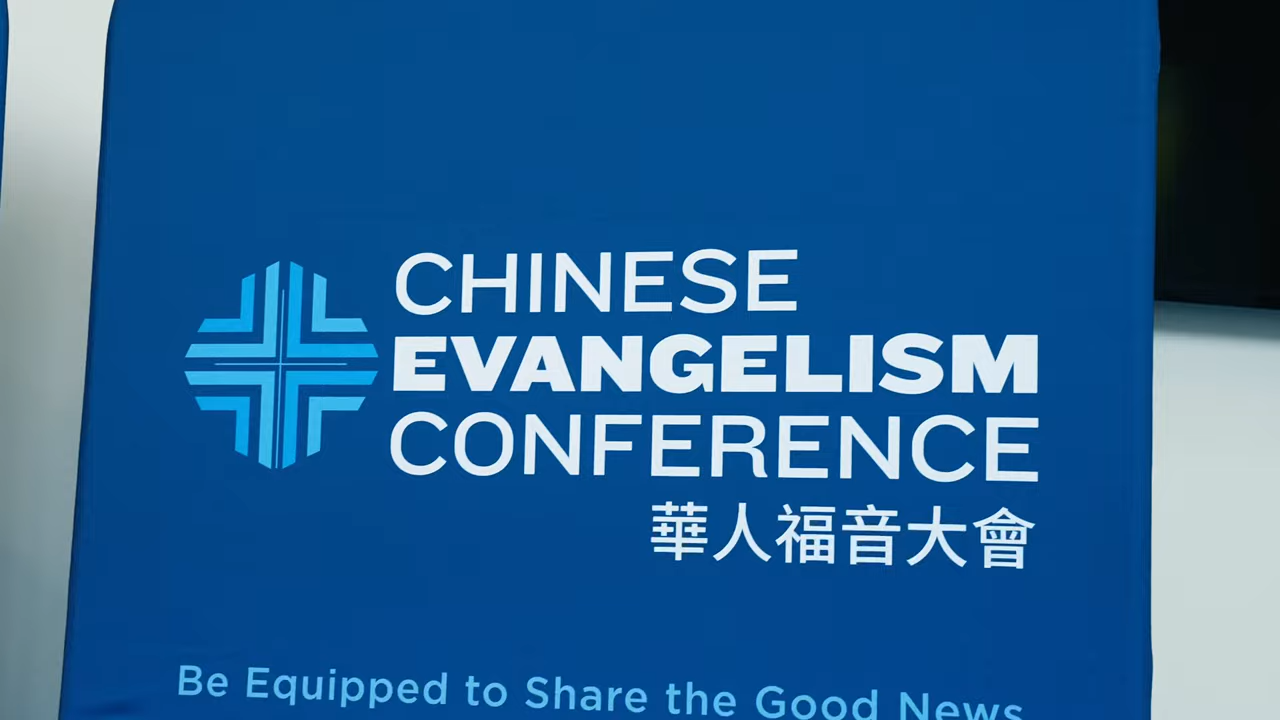 CHINESE
EVANGELISM
CONFERENCE
華人福音大會
Be Equipped to Share the Good News